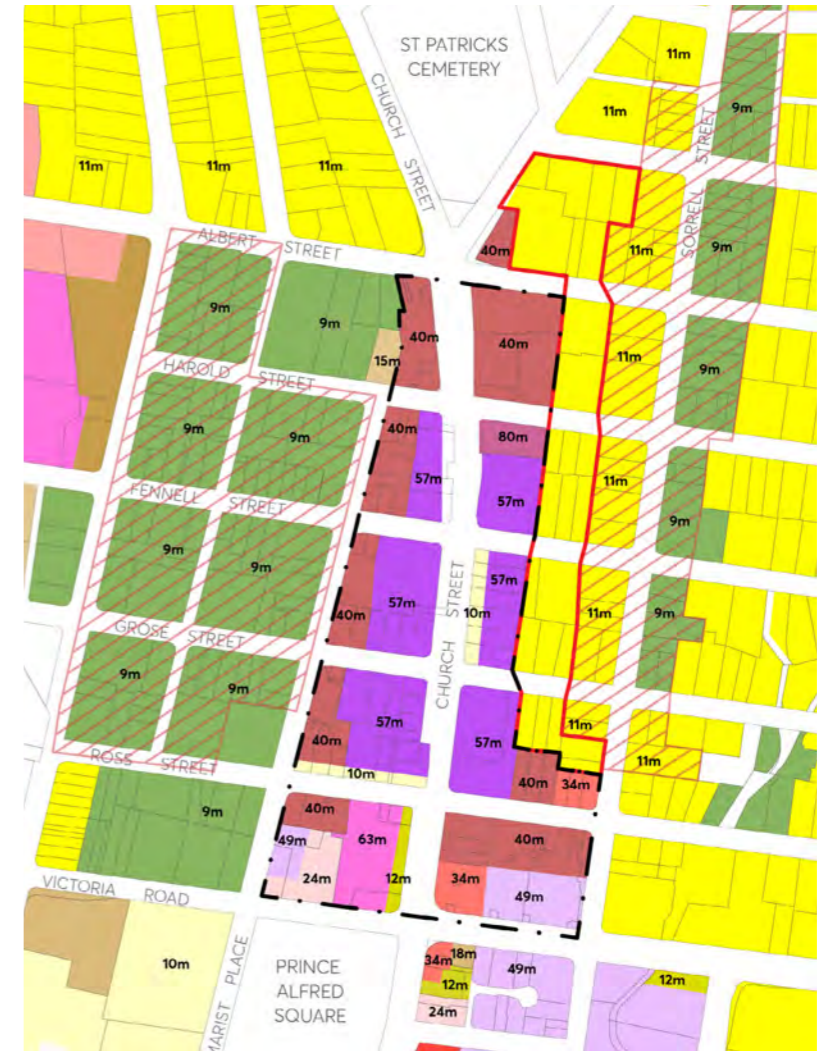 ST PATRICKS
CEMETERY
CHURCH STREET
SORRELL STREET
11m
11m
11m
11m
11m
11m
9m
9m
11m
40m
ALBERT STREET
9m
9m
15m
40m
40m
11m
9m
HAROLD STREET
9m
9m
40m
57m
80m
57m
11m
9m
FENNELL STREET
9m
9m
40m
57m
10m
57m
11m
9m
CHURCH STREET
GROSE STREET
9m
9m
40m
57m
57m
11m
11m
ROSS STREET
10m
40m
34m
9m
40m
49m
24m
63m
12m
40m
34m
49m
VICTORIA ROAD
10m
MARIST PLACE
PRINCE
ALFRED
SQUARE
34m
18m
12m
24m
49m
12m